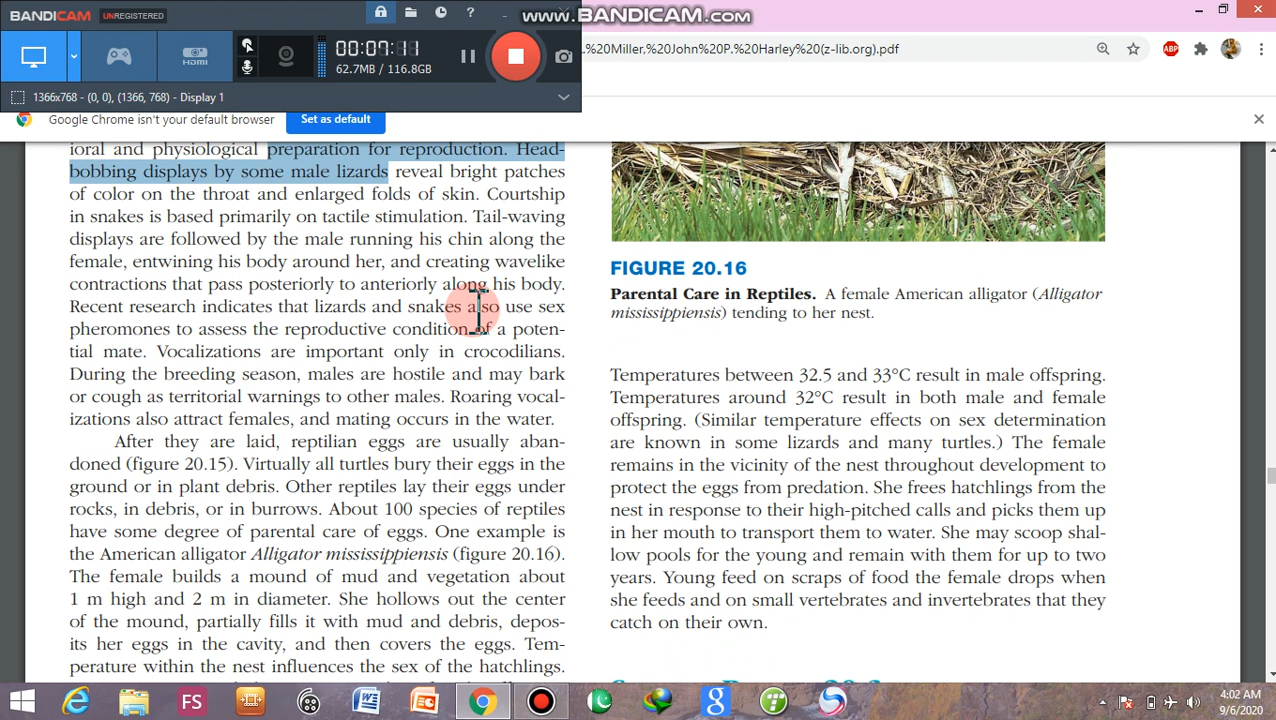 BANDICAM UNREGISTERED
www.BANDICAM.com
HDMI
00:07:11
62.7MB / 116.8GB
1366x768 - (0, 0), (1366, 768) - Display 1
.%20Miller,%20John%20P.%20Harley (z-lib.org).pdf
ABP
Google Chrome isn't your default browser
Set as default
ioral and physiological preparation for reproduction. Head-
bobbing displays by some male lizards reveal bright patches
of color on the throat and enlarged folds of skin. Courtship
in snakes is based primarily on tactile stimulation. Tail-waving
displays are followed by the male running his chin along the
female, entwining his body around her, and creating wavelike
contractions that pass posteriorly to anteriorly along his body.
Recent research indicates that lizards and snakes also use sex
pheromones to assess the reproductive condition of a poten-
tial mate. Vocalizations are important only in crocodilians.
During the breeding season, males are hostile and may bark
or cough as territorial warnings to other males. Roaring vocal-
izations also attract females, and mating occurs in the water.
After they are laid, reptilian eggs are usually aban-
doned (figure 20.15). Virtually all turtles bury their eggs in the
ground or in plant debris. Other reptiles lay their eggs under
rocks, in debris, or in burrows. About 100 species of reptiles
have some degree of parental care of eggs. One example is
the American alligator Alligator mississippiensis (figure 20.16).
The female builds a mound of mud and vegetation about
1 m high and 2 m in diameter. She hollows out the center
of the mound, partially fills it with mud and debris, depos-
its her eggs in the cavity, and then covers the eggs. Tem-
perature within the nest influences the sex of the hatchlings.
FIGURE 20.16
Parental Care in Reptiles. A female American alligator (Alligator
mississippiensis) tending to her nest.
Temperatures between 32.5 and 33°C result in male offspring.
Temperatures around 32°C result in both male and female
offspring. (Similar temperature effects on sex determination
are known in some lizards and many turtles.) The female
remains in the vicinity of the nest throughout development to
protect the eggs from predation. She frees hatchlings from the
nest in response to their high-pitched calls and picks them up
in her mouth to transport them to water. She may scoop shal-
low pools for the young and remain with them for up to two
years. Young feed on scraps of food the female drops when
she feeds and on small vertebrates and invertebrates that they
catch on their own.
FS
4:02 AM
9/6/2020